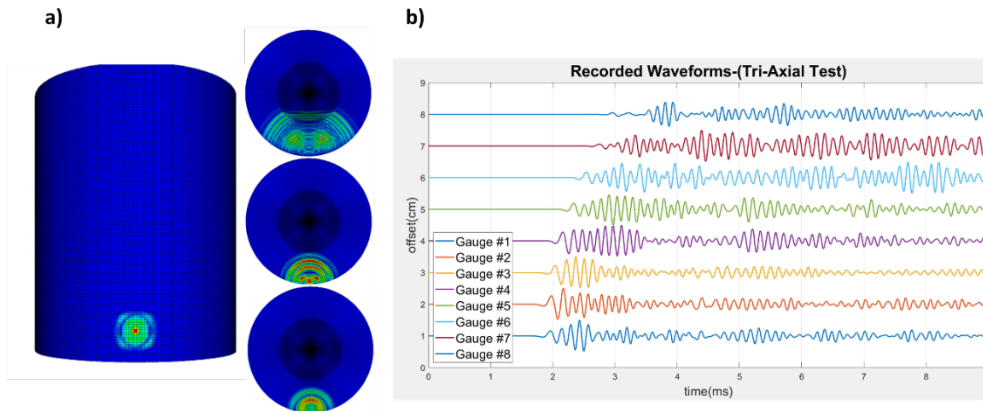 a)
b)
Recorded Waveforms-(Tri-Axial Test)
9
8
7
6
5
4
3
2
1
0
offset(cm)
Gauge #1
Gauge #2
Gauge #3
Gauge #4
Gauge #5
Gauge #6
Gauge #7
Gauge #8
0 1 2 3 4 5 6 7 8
time(ms)